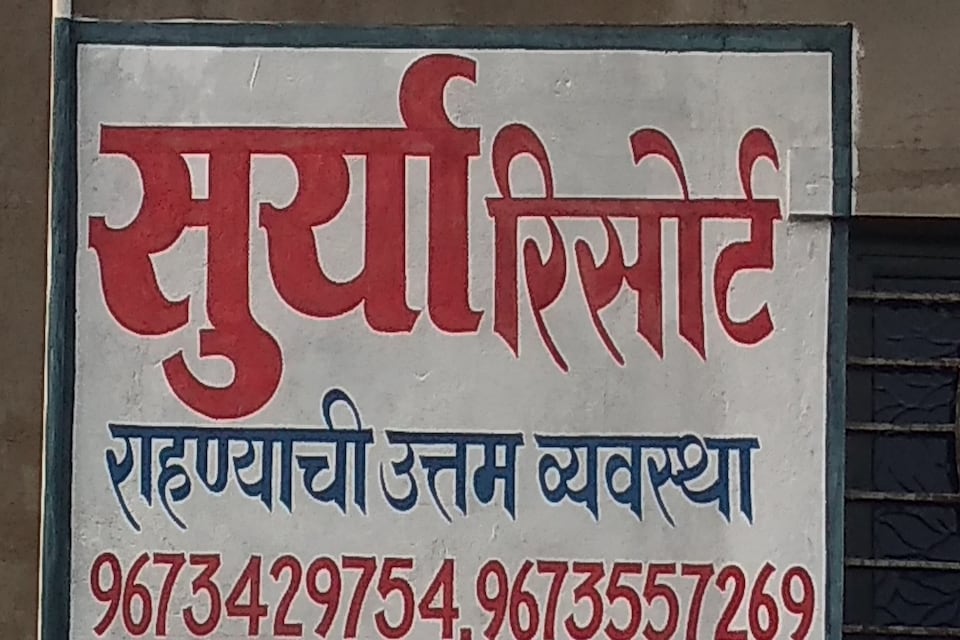 सुर्या रिसोर्ट
राहण्याची उत्तम व्यवस्था
9673429754.9673557269